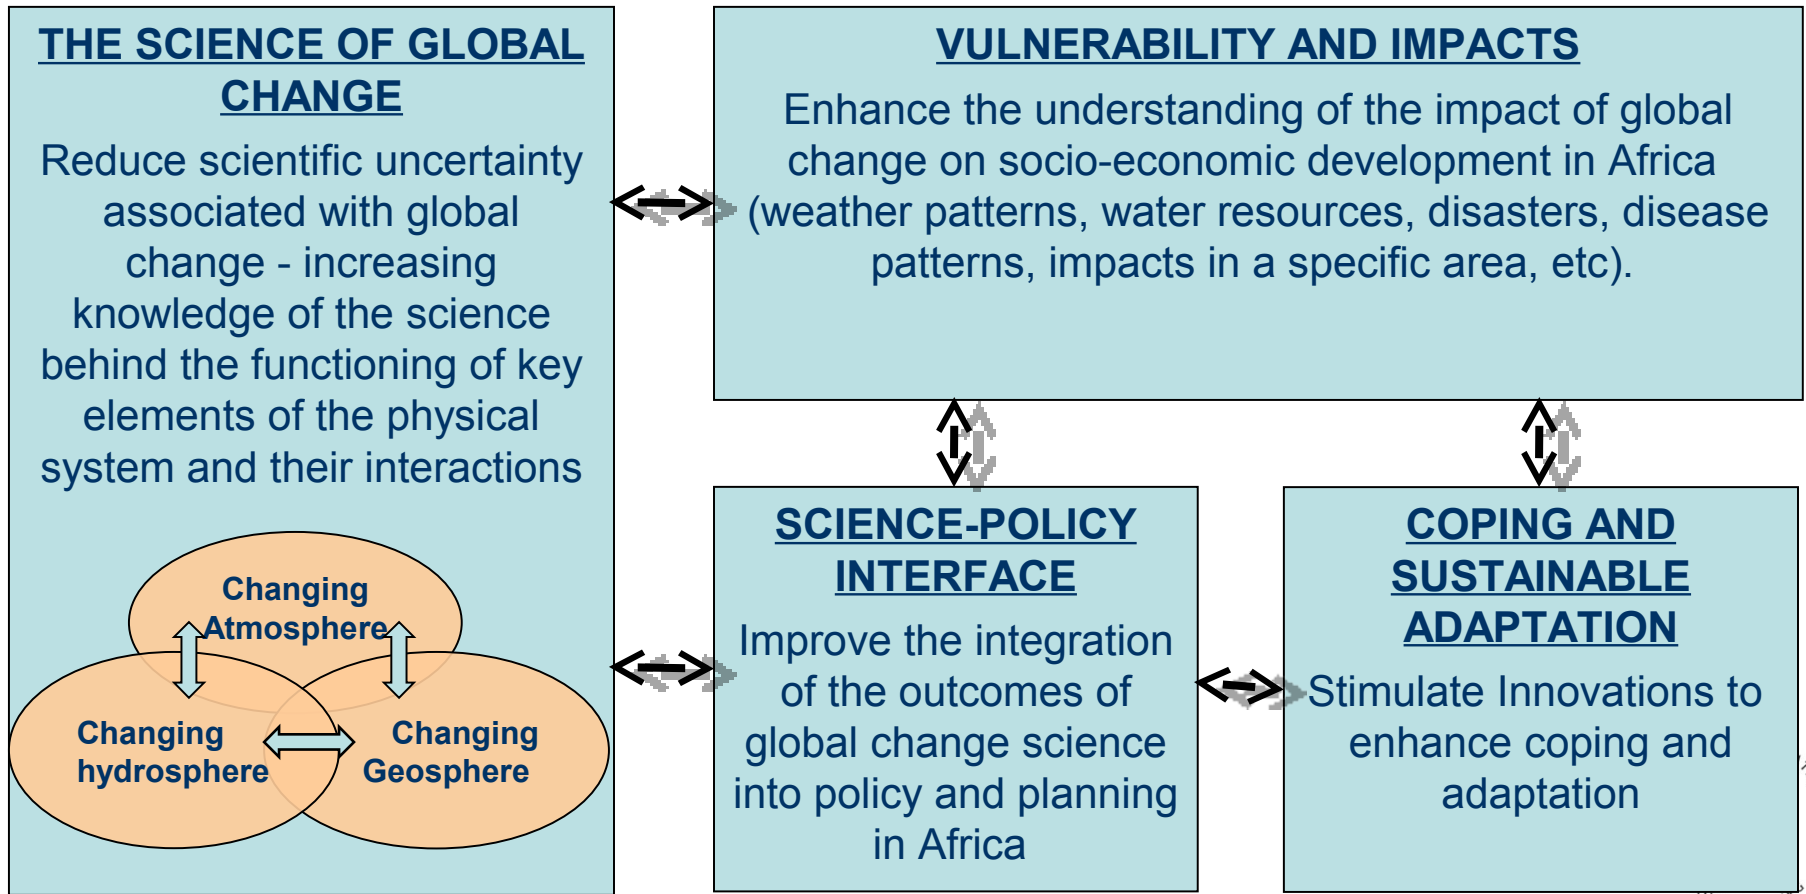 THE SCIENCE OF GLOBAL
CHANGE
Reduce scientific uncertainty
associated with global
change - increasing
knowledge of the science
behind the functioning of key
elements of the physical
system and their interactions
Changing
Atmosphere
Changing
hydrosphere
Changing
Geosphere
VULNERABILITY AND IMPACTS
Enhance the understanding of the impact of global
change on socio-economic development in Africa
(weather patterns, water resources, disasters, disease
patterns, impacts in a specific area, etc).
SCIENCE-POLICY
INTERFACE
Improve the integration
of the outcomes of
global change science
into policy and planning
in Africa
COPING AND
SUSTAINABLE
ADAPTATION
Stimulate Innovations to
enhance coping and
adaptation